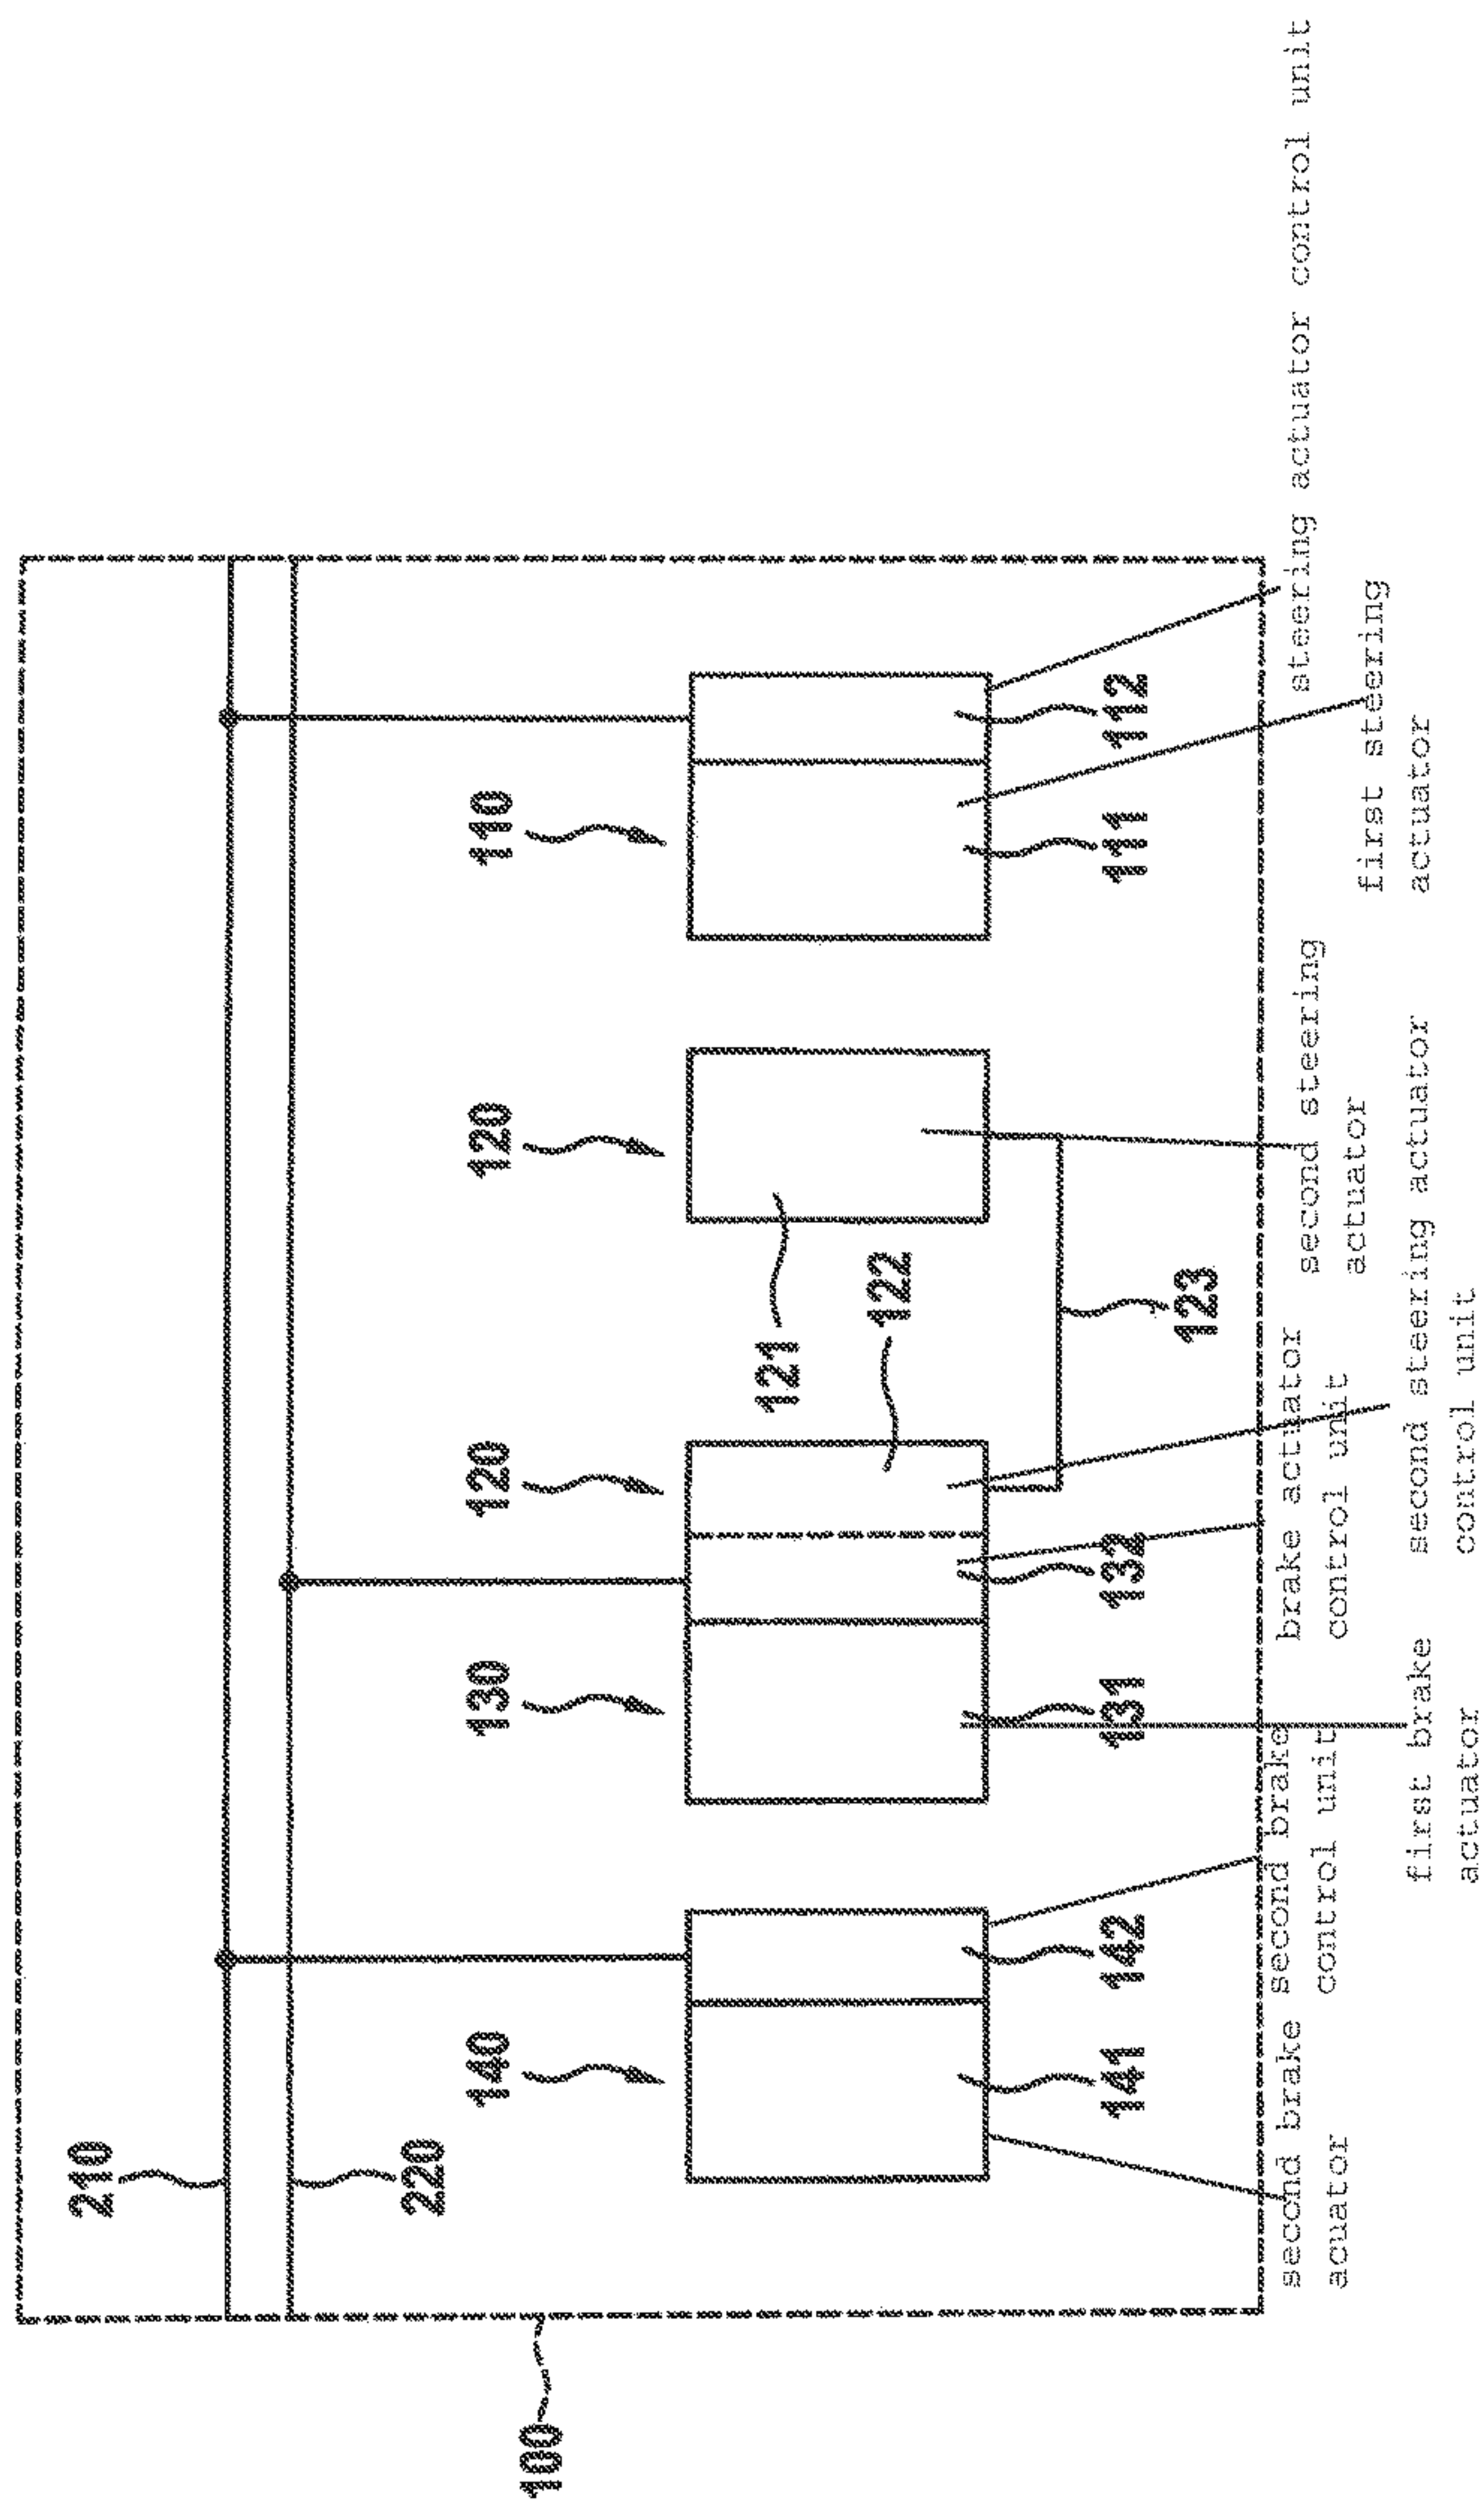 100
210
220
140
130
120
120
110
121
122
141
142
131
132
123
111
112
second brake
acuator
second brake
control unit
first brake
actuator
brake actuator
control unit
second steering actuator
control unit
second steering
actuator
first steering
actuator
steering actuator control unit